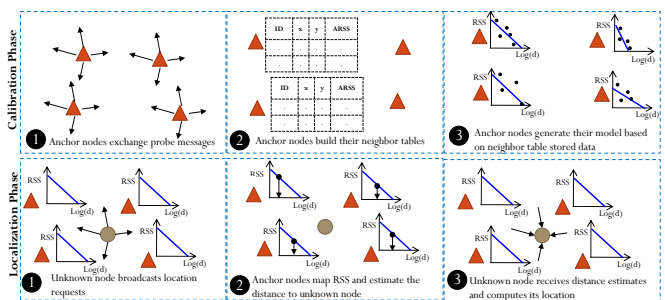 Calibration Phase
1 Anchor nodes exchange probe messages
ID x y ARSS
ID x y ARSS
2 Anchor nodes build their neighbor tables
RSS
Log(d)
RSS
Log(d)
RSS
Log(d)
RSS
Log(d)
3 Anchor nodes generate their model based
on neighbor table stored data
Localization Phase
RSS
Log(d)
RSS
Log(d)
RSS
Log(d)
RSS
Log(d)
1 Unknown node broadcasts location
requests
RSS
Log(d)
RSS
Log(d)
RSS
Log(d)
RSS
Log(d)
2 Anchor nodes map RSS and estimate the
distance to unknown node
RSS
Log(d)
RSS
Log(d)
RSS
Log(d)
RSS
Log(d)
3 Unknown node receives distance estimates
and computes its location